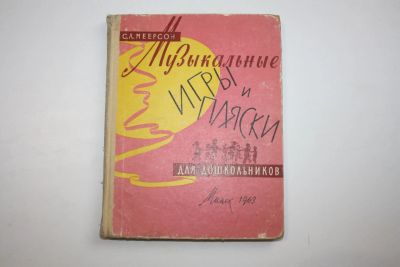 С.Л. МЕЕРСОН
Музыкальные
ИГРЫ И
ПЛЯСКИ
ДЛЯ ДОШКОЛЬНИКОВ
Минск 1963